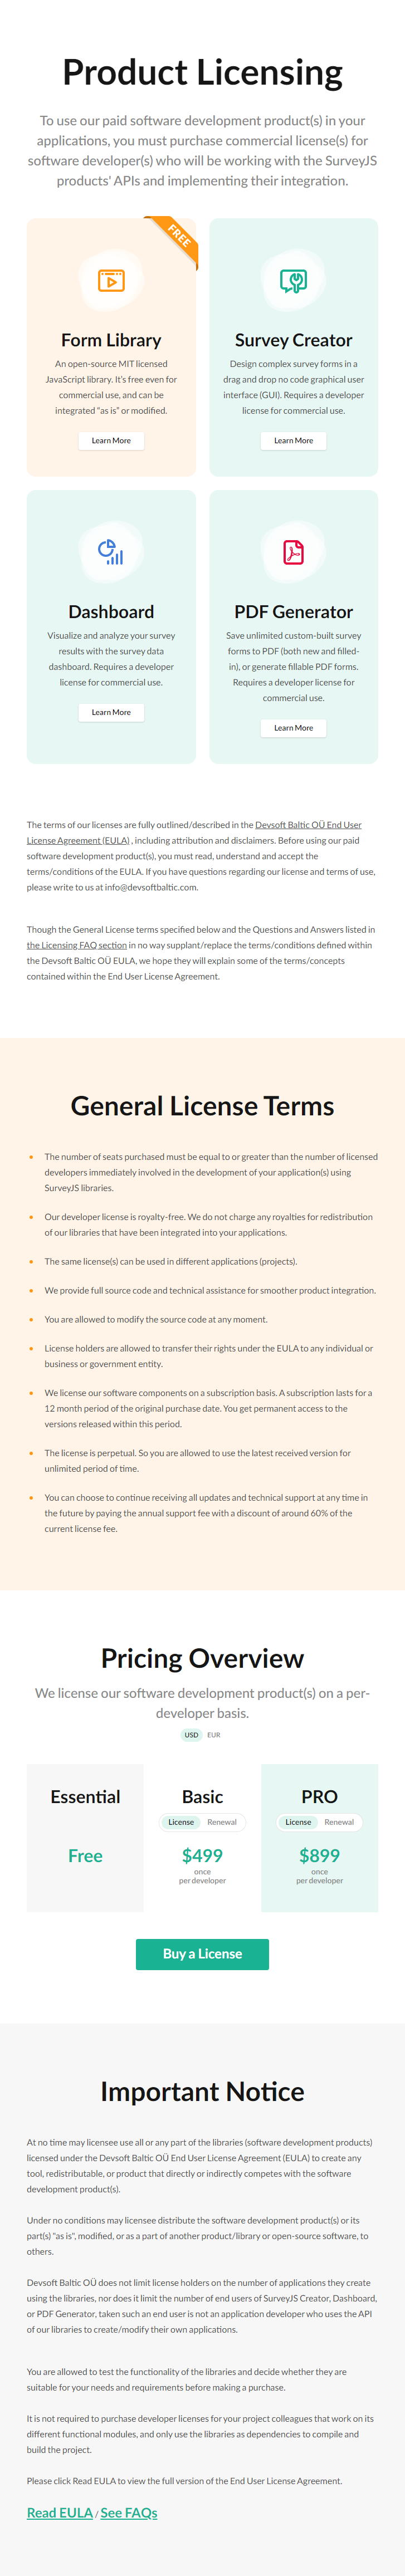 Product Licensing
To use our paid software development product(s) in your
applications, you must purchase commercial license(s) for
software developer(s) who will be working with the SurveyJS
products' APIs and implementing their integration.
FREE
Form Library
An open-source MIT licensed
JavaScript library. It's free even for
commercial use, and can be
integrated "as is" or modified.
Learn More
Survey Creator
Design complex survey forms in a
drag and drop no code graphical user
interface (GUI). Requires a developer
license for commercial use.
Learn More
Dashboard
Visualize and analyze your survey
results with the survey data
dashboard. Requires a developer
license for commercial use.
Learn More
PDF Generator
Save unlimited custom-built survey
forms to PDF (both new and filled-
in), or generate fillable PDF forms.
Requires a developer license for
commercial use.
Learn More
The terms of our licenses are fully outlined/described in the Devsoft Baltic OÜ End User
License Agreement (EULA) , including attribution and disclaimers. Before using our paid
software development product(s), you must read, understand and accept the
terms/conditions of the EULA. If you have questions regarding our license and terms of use,
please write to us at info@devsoftbaltic.com.
Though the General License terms specified below and the Questions and Answers listed in
the Licensing FAQ section in no way supplant/replace the terms/conditions defined within
the Devsoft Baltic OÜ EULA, we hope they will explain some of the terms/concepts
contained within the End User License Agreement.
General License Terms
The number of seats purchased must be equal to or greater than the number of licensed
developers immediately involved in the development of your application(s) using
SurveyJS libraries.
Our developer license is royalty-free. We do not charge any royalties for redistribution
of our libraries that have been integrated into your applications.
The same license(s) can be used in different applications (projects).
We provide full source code and technical assistance for smoother product integration.
You are allowed to modify the source code at any moment.
License holders are allowed to transfer their rights under the EULA to any individual or
business or government entity.
We license our software components on a subscription basis. A subscription lasts for a
12 month period of the original purchase date. You get permanent access to the
versions released within this period.
The license is perpetual. So you are allowed to use the latest received version for
unlimited period of time.
You can choose to continue receiving all updates and technical support at any time in
the future by paying the annual support fee with a discount of around 60% of the
current license fee.
Pricing Overview
We license our software development product(s) on a per-
developer basis.
USD EUR
Essential
Free
Basic
License Renewal
$499
once
per developer
PRO
License Renewal
$899
once
per developer
Buy a License
Important Notice
At no time may licensee use all or any part of the libraries (software development products)
licensed under the Devsoft Baltic OÜ End User License Agreement (EULA) to create any
tool, redistributable, or product that directly or indirectly competes with the software
development product(s).
Under no conditions may licensee distribute the software development product(s) or its
part(s) "as is", modified, or as a part of another product/library or open-source software, to
others.
Devsoft Baltic OÜ does not limit license holders on the number of applications they create
using the libraries, nor does it limit the number of end users of SurveyJS Creator, Dashboard,
or PDF Generator, taken such an end user is not an application developer who uses the API
of our libraries to create/modify their own applications.
You are allowed to test the functionality of the libraries and decide whether they are
suitable for your needs and requirements before making a purchase.
It is not required to purchase developer licenses for your project colleagues that work on its
different functional modules, and only use the libraries as dependencies to compile and
build the project.
Please click Read EULA to view the full version of the End User License Agreement.
Read EULA / See FAQs